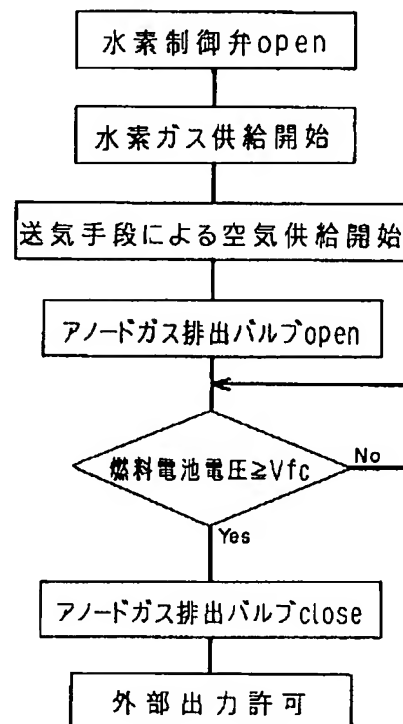 水素制御弁open
水素ガス供給開始
送気手段による空気供給開始
アノードガス排出バルブopen
燃料電池電圧≧Vfc
No
Yes
アノードガス排出バルブclose
外部出力許可